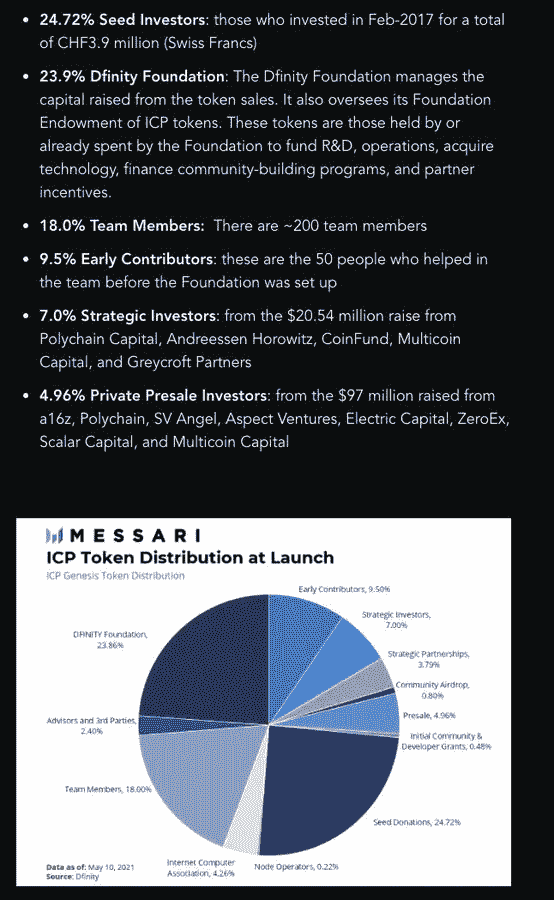 • 24.72% Seed Investors: those who invested in Feb-2017 for a total
of CHF3.9 million (Swiss Francs)
• 23.9% Dfinity Foundation: The Dfinity Foundation manages the
capital raised from the token sales. It also oversees its Foundation
Endowment of ICP tokens. These tokens are those held by or
already spent by the Foundation to fund R&D, operations, acquire
technology, finance community-building programs, and partner
incentives.
• 18.0% Team Members: There are ~200 team members
• 9.5% Early Contributors: these are the 50 people who helped in
the team before the Foundation was set up
• 7.0% Strategic Investors: from the $20.54 million raise from
Polychain Capital, Andreessen Horowitz, CoinFund, Multicoin
Capital, and Greycroft Partners
• 4.96% Private Presale Investors: from the $97 million raised from
a16z, Polychain, SV Angel, Aspect Ventures, Electric Capital, ZeroEx,
Scalar Capital, and Multicoin Capital
MESSARI
ICP Token Distribution at Launch
ICP Genesis Token Distribution
Early Contributors, 9.50%
Strategic Investors,
7.00%
Strategic Partnerships,
3.79%
Community Airdrop,
0.80%
Presale, 4.96%
Initial Community &
Developer Grants, 0.48%
Seed Donations, 24.72%
Node Operators, 0.22%
Internet Computer
Association, 4.26%
Team Members, 18.00%
Advisors and 3rd Parties,
2.40%
DFINITY Foundation,
23.86%
Data as of: May 10, 2021
Source: Dfinity